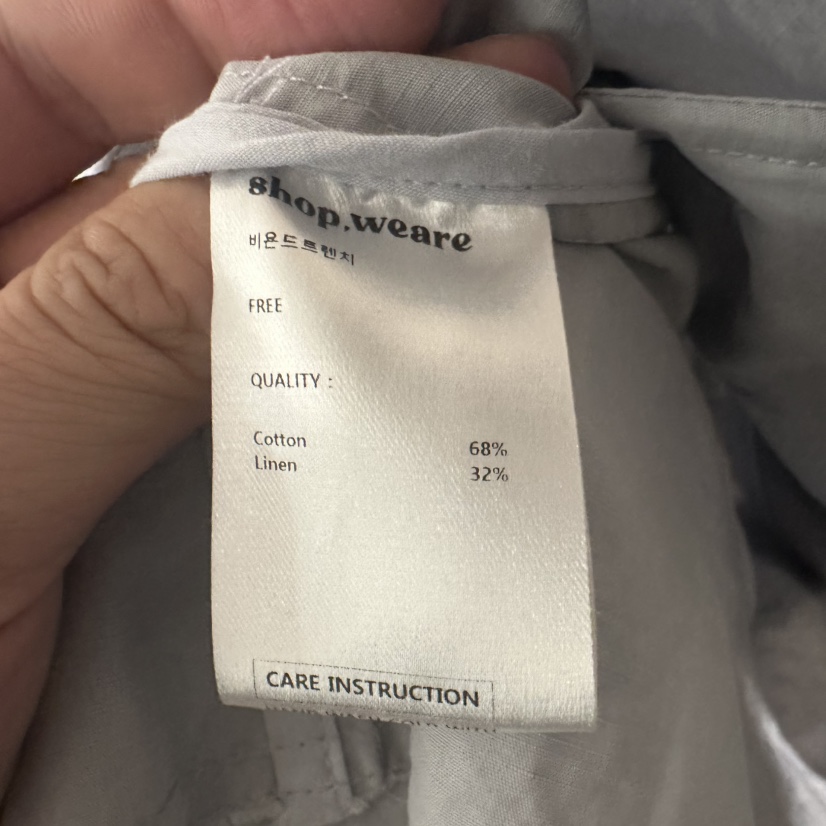 shop.weare
비욘드트렌치
FREE
QUALITY :
Cotton 68%
Linen 32%
CARE INSTRUCTION